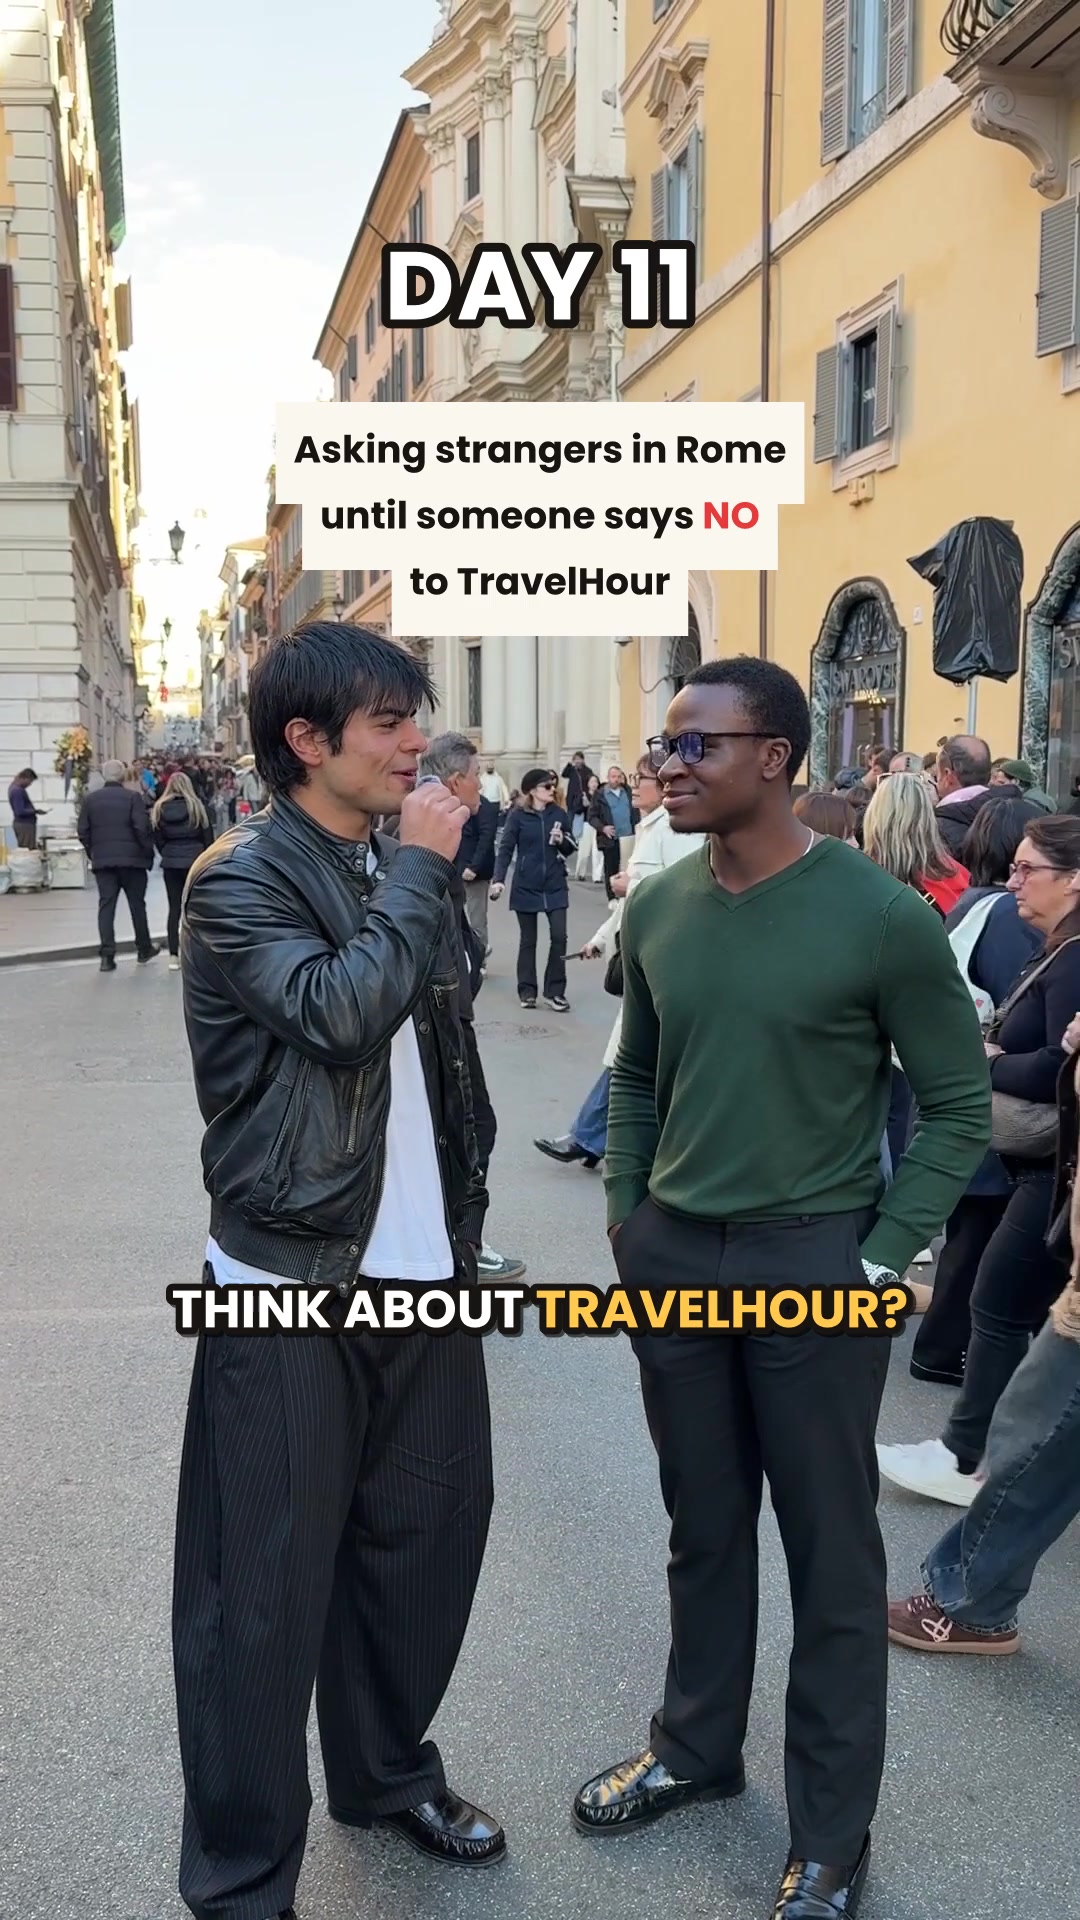 DAY 11
Asking strangers in Rome
until someone says NO
to TravelHour
SWAROVSKI
THINK ABOUT TRAVELHOUR?